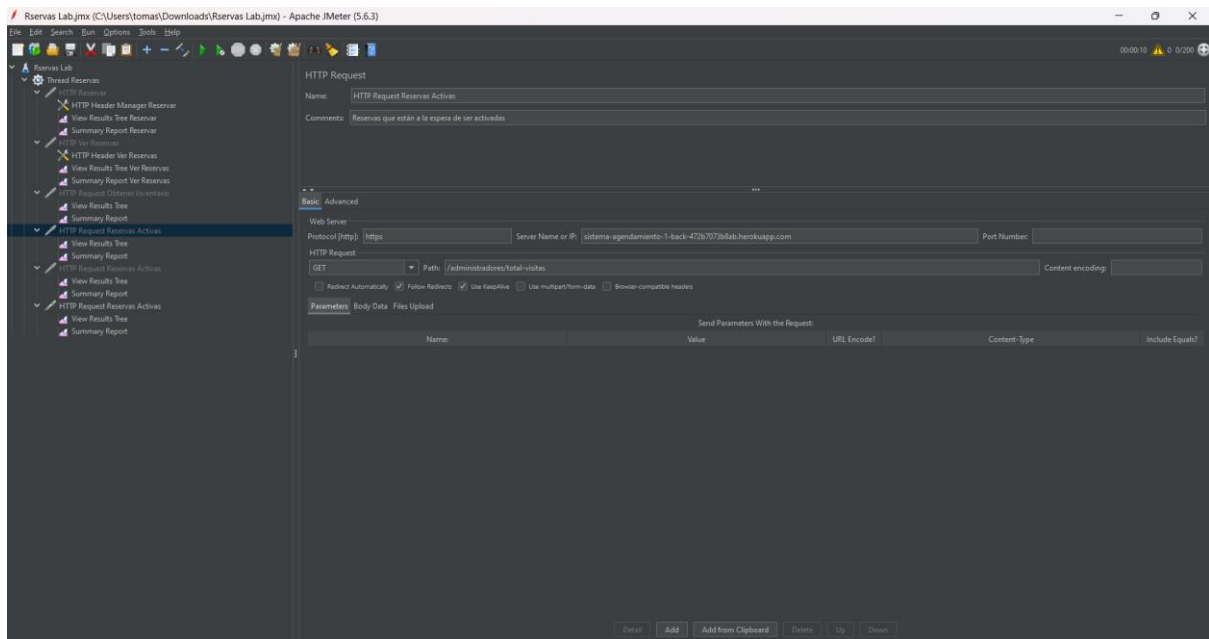 Rservas Lab.jmx (C:\Users\tomas\Downloads\Rservas Lab.jmx) - Apache JMeter (5.6.3)
File Edit Search Run Options Tools Help
00:00:10 0 0/200
Rservas Lab
Thread Reservas
HTTP Reservar
HTTP Header Manager Reservar
View Results Tree Reservar
Summary Report Reservar
HTTP Ver Reservas
HTTP Header Ver Reservas
View Results Tree Ver Reservas
Summary Report Ver Reservas
HTTP Request Obtener Inventario
View Results Tree
Summary Report
HTTP Request Reservas Activas
View Results Tree
Summary Report
HTTP Request Reservas Activas
View Results Tree
Summary Report
HTTP Request Reservas Activas
View Results Tree
Summary Report
HTTP Request
Name: HTTP Request Reservas Activas
Comments: Reservas que están a la espera de ser activadas
Basic Advanced
Web Server
Protocol [http]: https Server Name or IP: sistema-agendamiento-1-back-472b7073b8ab.herokuapp.com Port Number:
HTTP Request
GET Path: /administradores/total-visitas Content encoding:
Redirect Automatically Follow Redirects Use KeepAlive Use multipart/form-data Browser-compatible headers
Parameters Body Data Files Upload
Send Parameters With the Request:
Name: Value URL Encode? Content-Type Include Equals?
Detail Add Add from Clipboard Delete Up Down